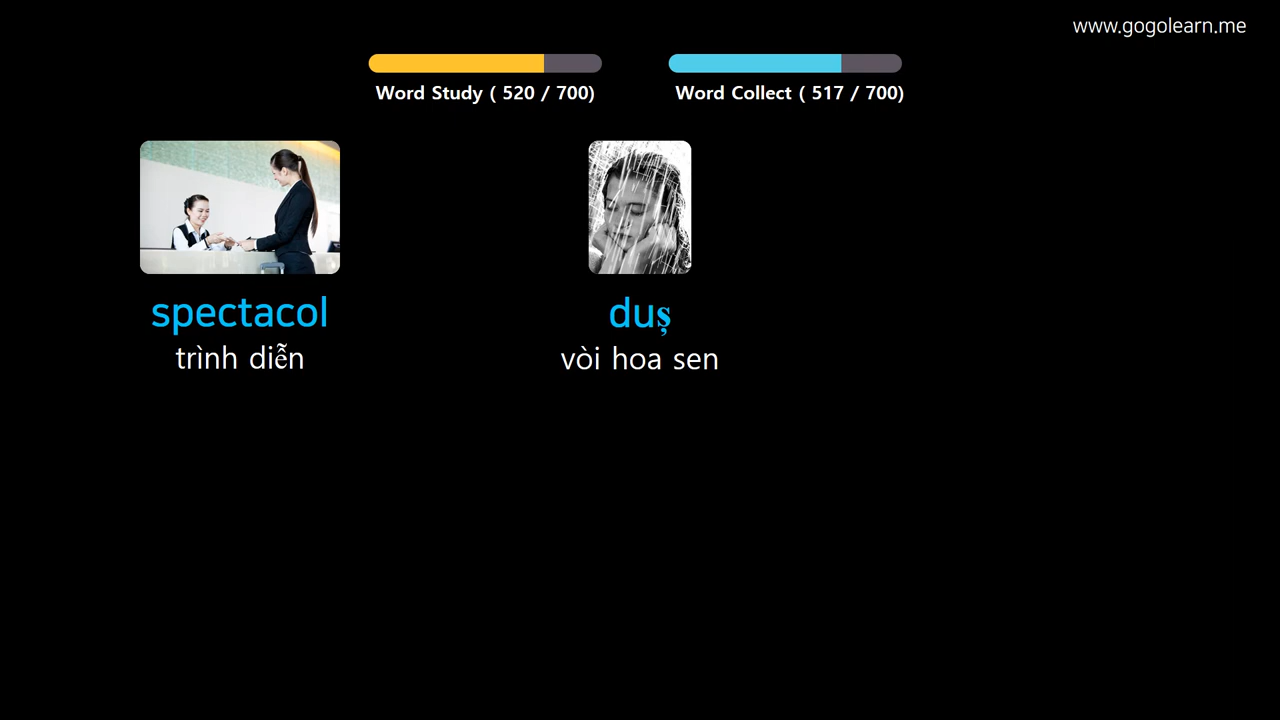 www.gogolearn.me
Word Study ( 520 / 700)
Word Collect ( 517 / 700)
spectacol
trình diễn
duș
vòi hoa sen